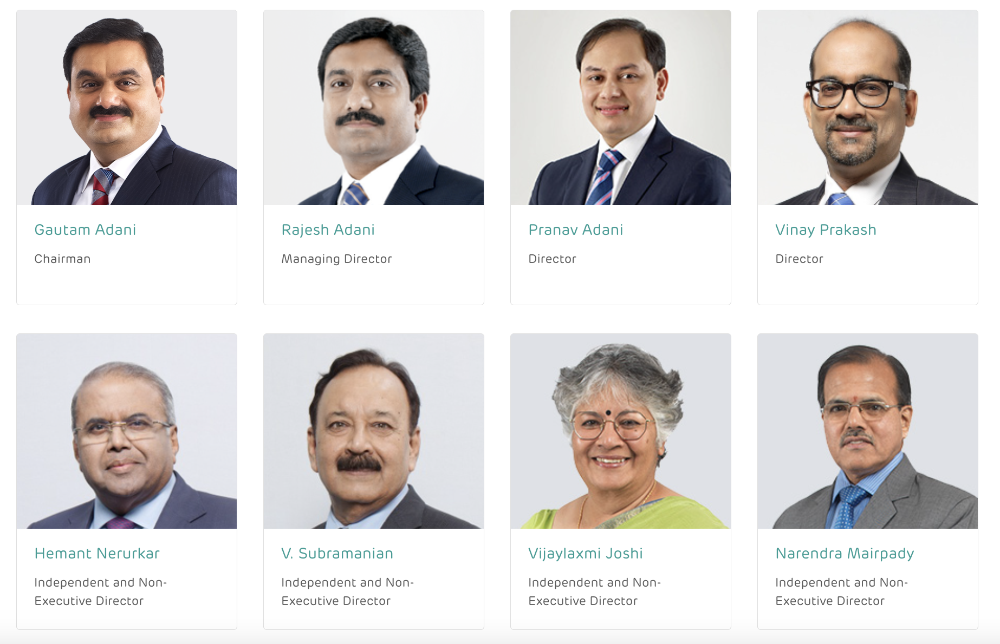 Gautam Adani
Chairman
Rajesh Adani
Managing Director
Pranav Adani
Director
Vinay Prakash
Director
Hemant Nerurkar
Independent and Non-
Executive Director
V. Subramanian
Independent and Non-
Executive Director
Vijaylaxmi Joshi
Independent and Non-
Executive Director
Narendra Mairpady
Independent and Non-
Executive Director